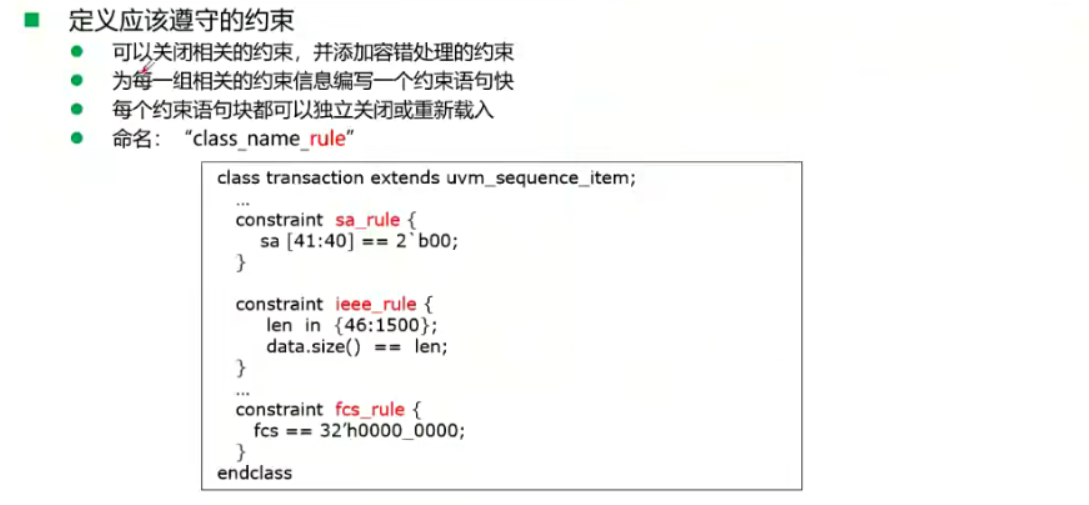 定义应该遵守的约束
可以关闭相关的约束，并添加容错处理的约束
为每一组相关的约束信息编写一个约束语句快
每个约束语句块都可以独立关闭或重新载入
命名：“class_name_rule”
class transaction extends uvm_sequence_item;
...
constraint sa_rule {
sa [41:40] == 2`b00;
}
constraint ieee_rule {
len in {46:1500};
data.size() == len;
}
...
constraint fcs_rule {
fcs == 32’h0000_0000;
}
endclass